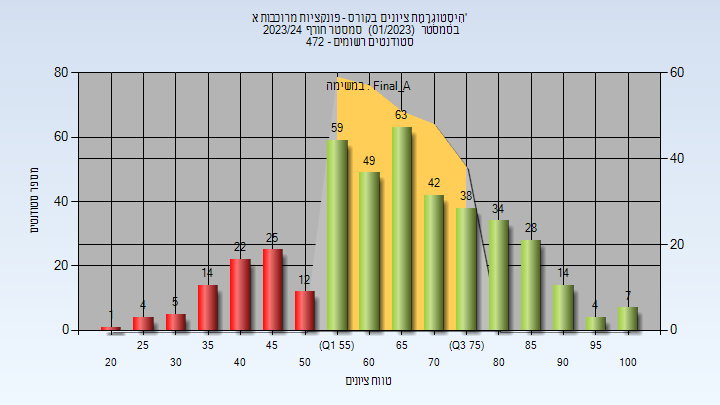 היסטוגרמת ציונים בקורס - פונקציות מרוכבות א'
בסמסטר (01/2023) סמסטר חורף 2023/24
סטודנטים רשומים - 472
במשימה : Final_A
80 60 40 20 0
מספר סטודנטים
60 40 20 0
1 4 5 14 22 25 12 59 49 63 42 38 34 28 14 4 7
25 35 45 (Q1 55) 65 (Q3 75) 85 95
20 30 40 50 60 70 80 90 100
טווח ציונים